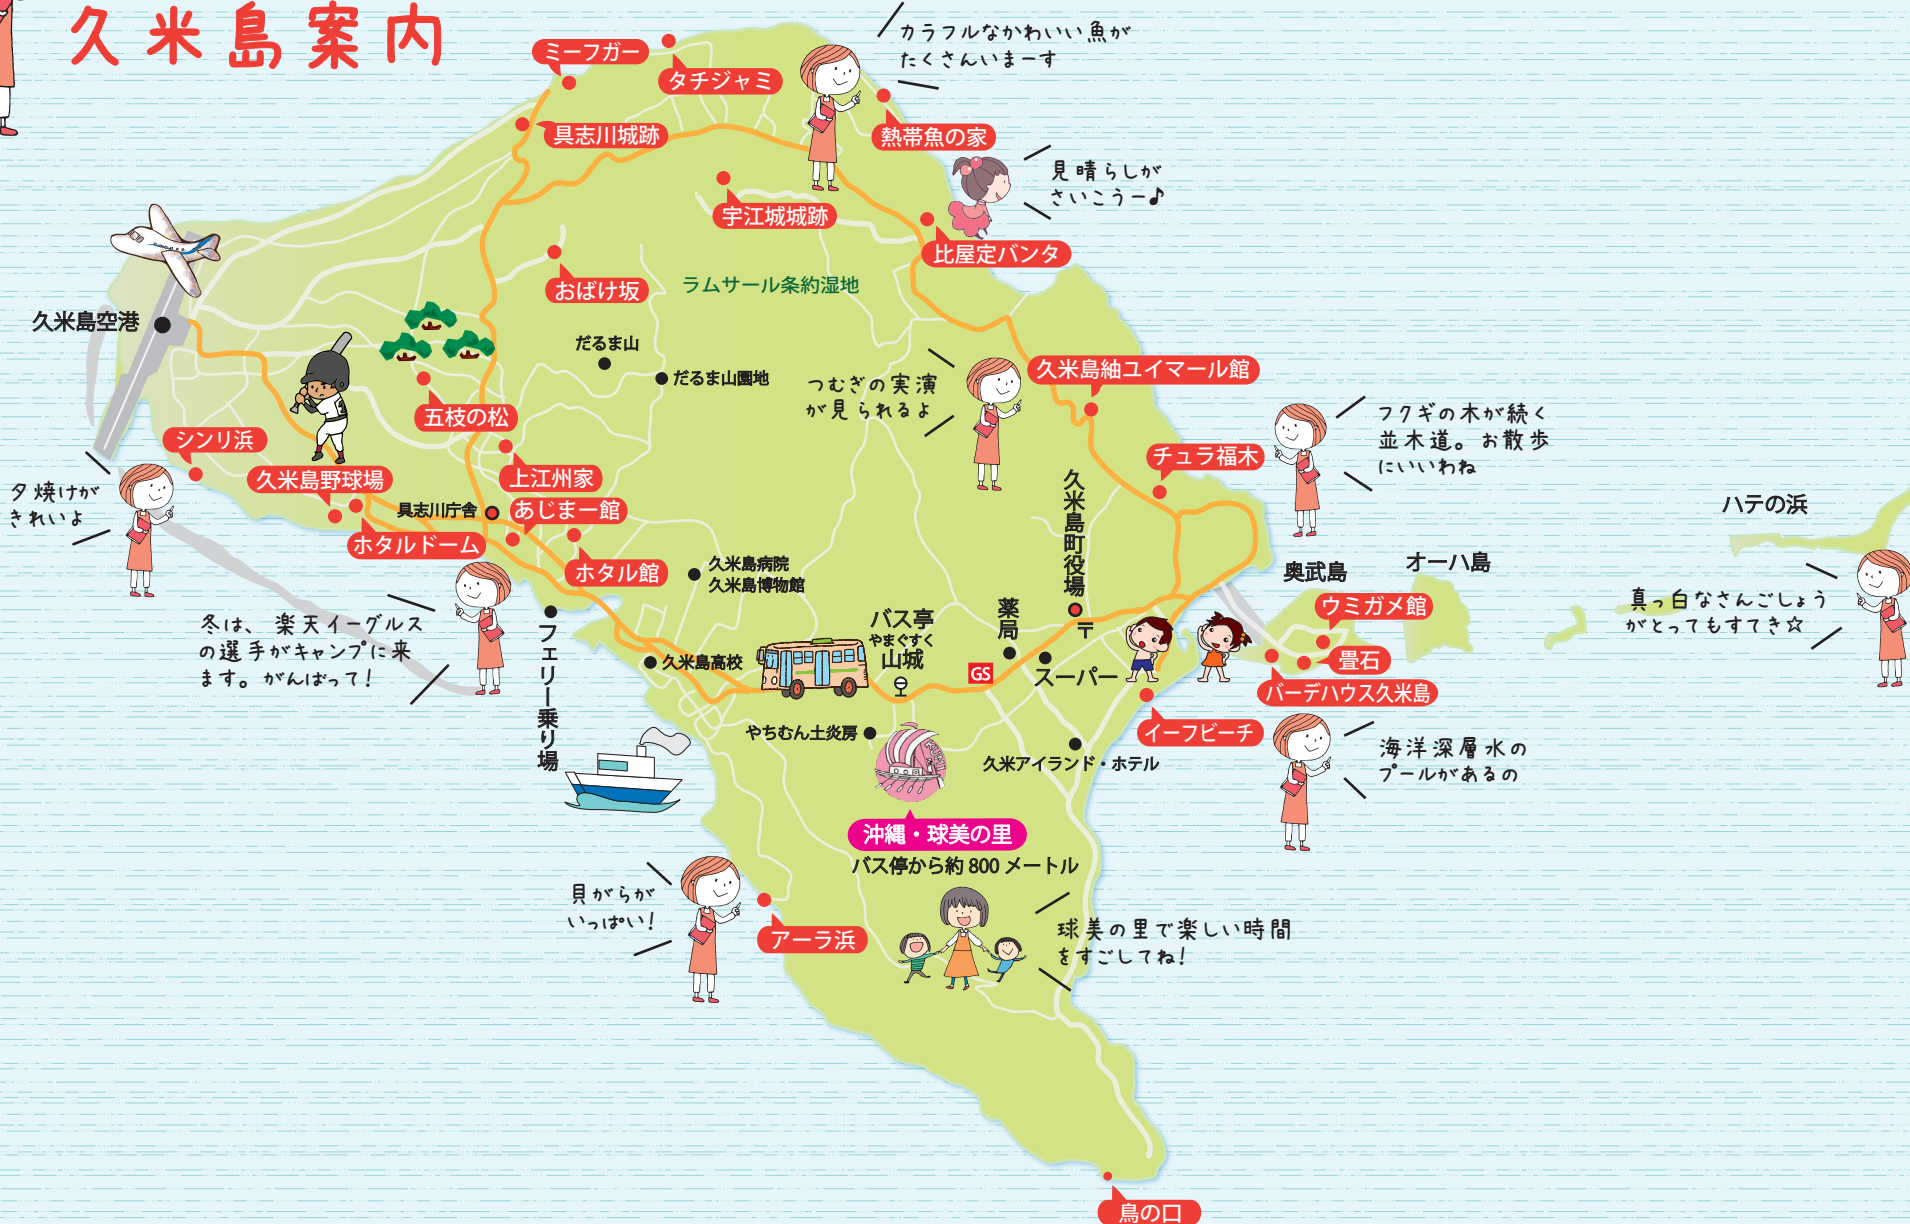 久米島案内
カラフルなかわいい魚が
たくさんいまーす
ミーフガー
タチジャミ
具志川城跡
熱帯魚の家
見晴らしが
さいこうー♪
宇江城城跡
比屋定バンタ
おばけ坂
ラムサール条約湿地
久米島空港
だるま山
だるま山園地
久米島紬ユイマール館
つむぎの実演
が見られるよ
五枝の松
フクギの木が続く
並木道。お散歩
にいいわね
シンリ浜
チュラ福木
久米島野球場
上江州家
夕焼けが
きれいよ
具志川庁舎
あじまー館
久米島町役場
ハテの浜
ホタルドーム
ホタル館
久米島病院
久米島博物館
奥武島
オーハ島
ウミガメ館
真っ白なさんごしょう
がとってもすてき☆
冬は、楽天イーグルス
の選手がキャンプに来
ます。がんばって!
フェリー乗り場
久米島高校
バス亭
やまぐすく
山城
薬局
〒
GS
スーパー
畳石
バーデハウス久米島
イーフビーチ
やちむん土炎房
久米アイランド・ホテル
海洋深層水の
プールがあるの
沖縄・球美の里
バス停から約800メートル
貝がらが
いっぱい!
アーラ浜
球美の里で楽しい時間
をすごしてね!
鳥の口